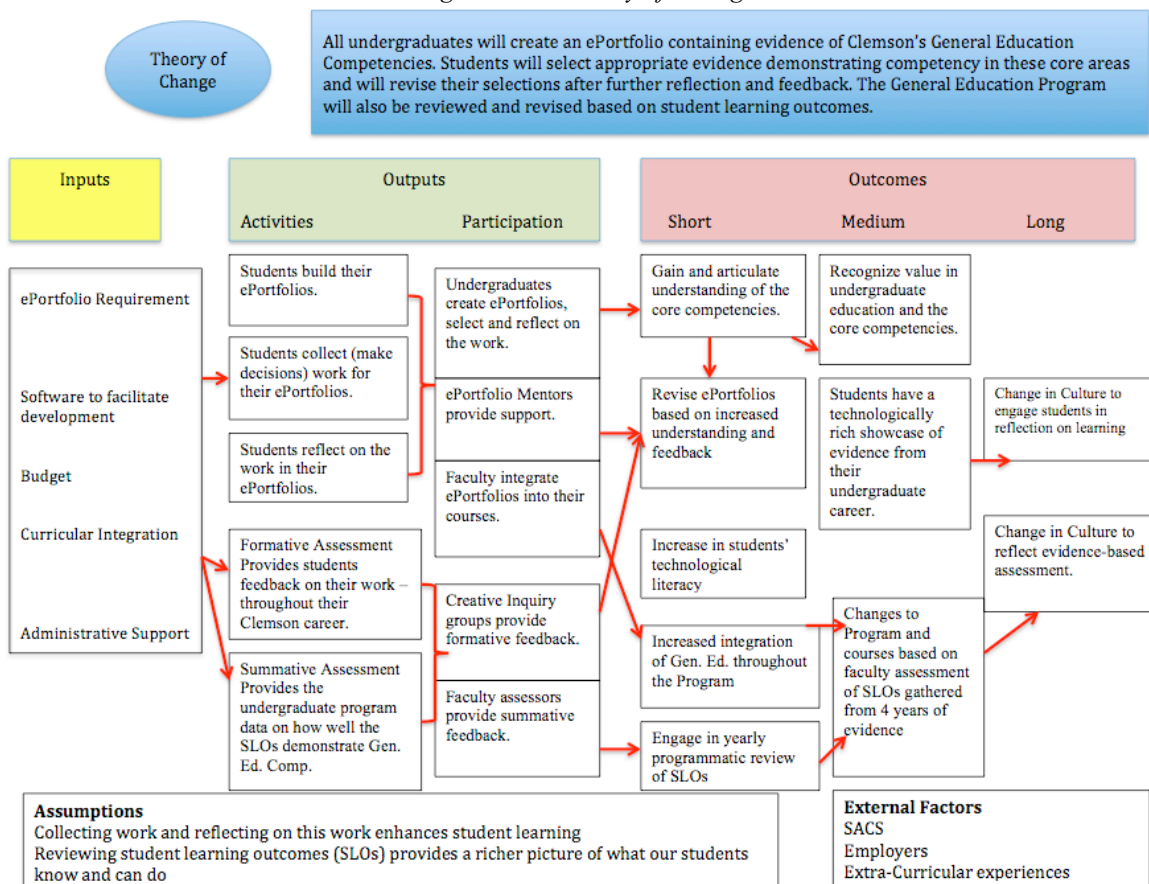 Theory of
Change
All undergraduates will create an ePortfolio containing evidence of Clemson's General Education
Competencies. Students will select appropriate evidence demonstrating competency in these core areas
and will revise their selections after further reflection and feedback. The General Education Program
will also be reviewed and revised based on student learning outcomes.
Inputs
Outputs
Activities
Participation
Outcomes
Short
Medium
Long
ePortfolio Requirement
Software to facilitate
development
Budget
Curricular Integration
Administrative Support
Students build their
ePortfolios.
Students collect (make
decisions) work for
their ePortfolios.
Students reflect on the
work in their
ePortfolios.
Formative Assessment
Provides students
feedback on their work –
throughout their
Clemson career.
Summative Assessment
Provides the
undergraduate program
data on how well the
SLOs demonstrate Gen.
Ed. Comp.
Undergraduates
create ePortfolios,
select and reflect on
the work.
ePortfolio Mentors
provide support.
Faculty integrate
ePortfolios into their
courses.
Creative Inquiry
groups provide
formative feedback.
Faculty assessors
provide summative
feedback.
Gain and articulate
understanding of the
core competencies.
Revise ePortfolios
based on increased
understanding and
feedback
Increase in students'
technological
literacy
Increased integration
of Gen. Ed. throughout
the Program
Engage in yearly
programmatic review
of SLOs
Recognize value in
undergraduate
education and the
core competencies.
Students have a
technologically
rich showcase of
evidence from
their
undergraduate
career.
Changes to
Program and
courses based on
faculty assessment
of SLOs gathered
from 4 years of
evidence
Change in Culture to
engage students in
reflection on learning
Change in Culture to
reflect evidence-based
assessment.
Assumptions
Collecting work and reflecting on this work enhances student learning
Reviewing student learning outcomes (SLOs) provides a richer picture of what our students
know and can do
External Factors
SACS
Employers
Extra-Curricular experiences